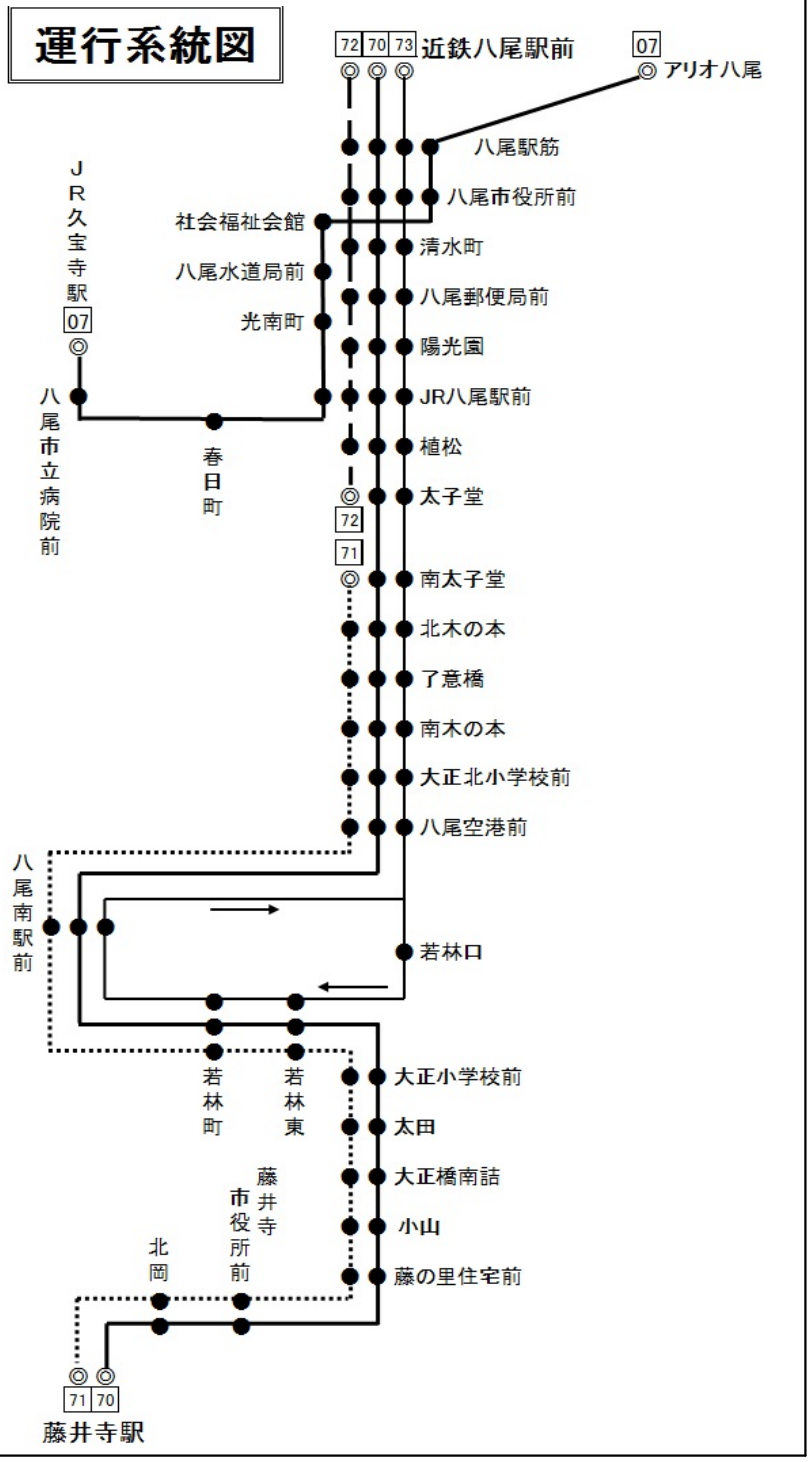 運行系統図
72 70 73 近鉄八尾駅前
07
アリオ八尾
八尾駅筋
八尾市役所前
社会福祉会館
清水町
八尾水道局前
八尾郵便局前
光南町
陽光園
JR久宝寺駅
07
JR八尾駅前
八尾市立病院前
春日町
植松
太子堂
72
71
南太子堂
北木の本
了意橋
南木の本
大正北小学校前
八尾空港前
八尾南駅前
若林口
若林町
若林東
大正小学校前
太田
大正橋南詰
小山
藤の里住宅前
藤井寺
市役所前
北岡
71 70
藤井寺駅